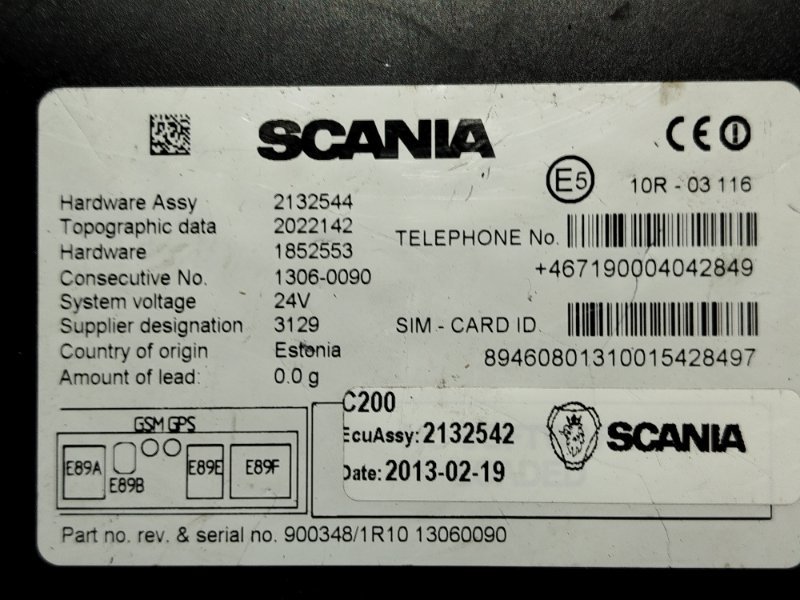 SCANIA
CE
E5 10R - 03 116
Hardware Assy 2132544
Topographic data 2022142
Hardware 1852553
Consecutive No. 1306-0090
System voltage 24V
Supplier designation 3129
Country of origin Estonia
Amount of lead: 0.0 g
TELEPHONE No.
+467190004042849
SIM - CARD ID.
89460801310015428497
GSM GPS
E89A E89B E89E E89F
C200
EcuAssy: 2132542
Date: 2013-02-19
SCANIA
Part no. rev. & serial no. 900348/1R10 13060090